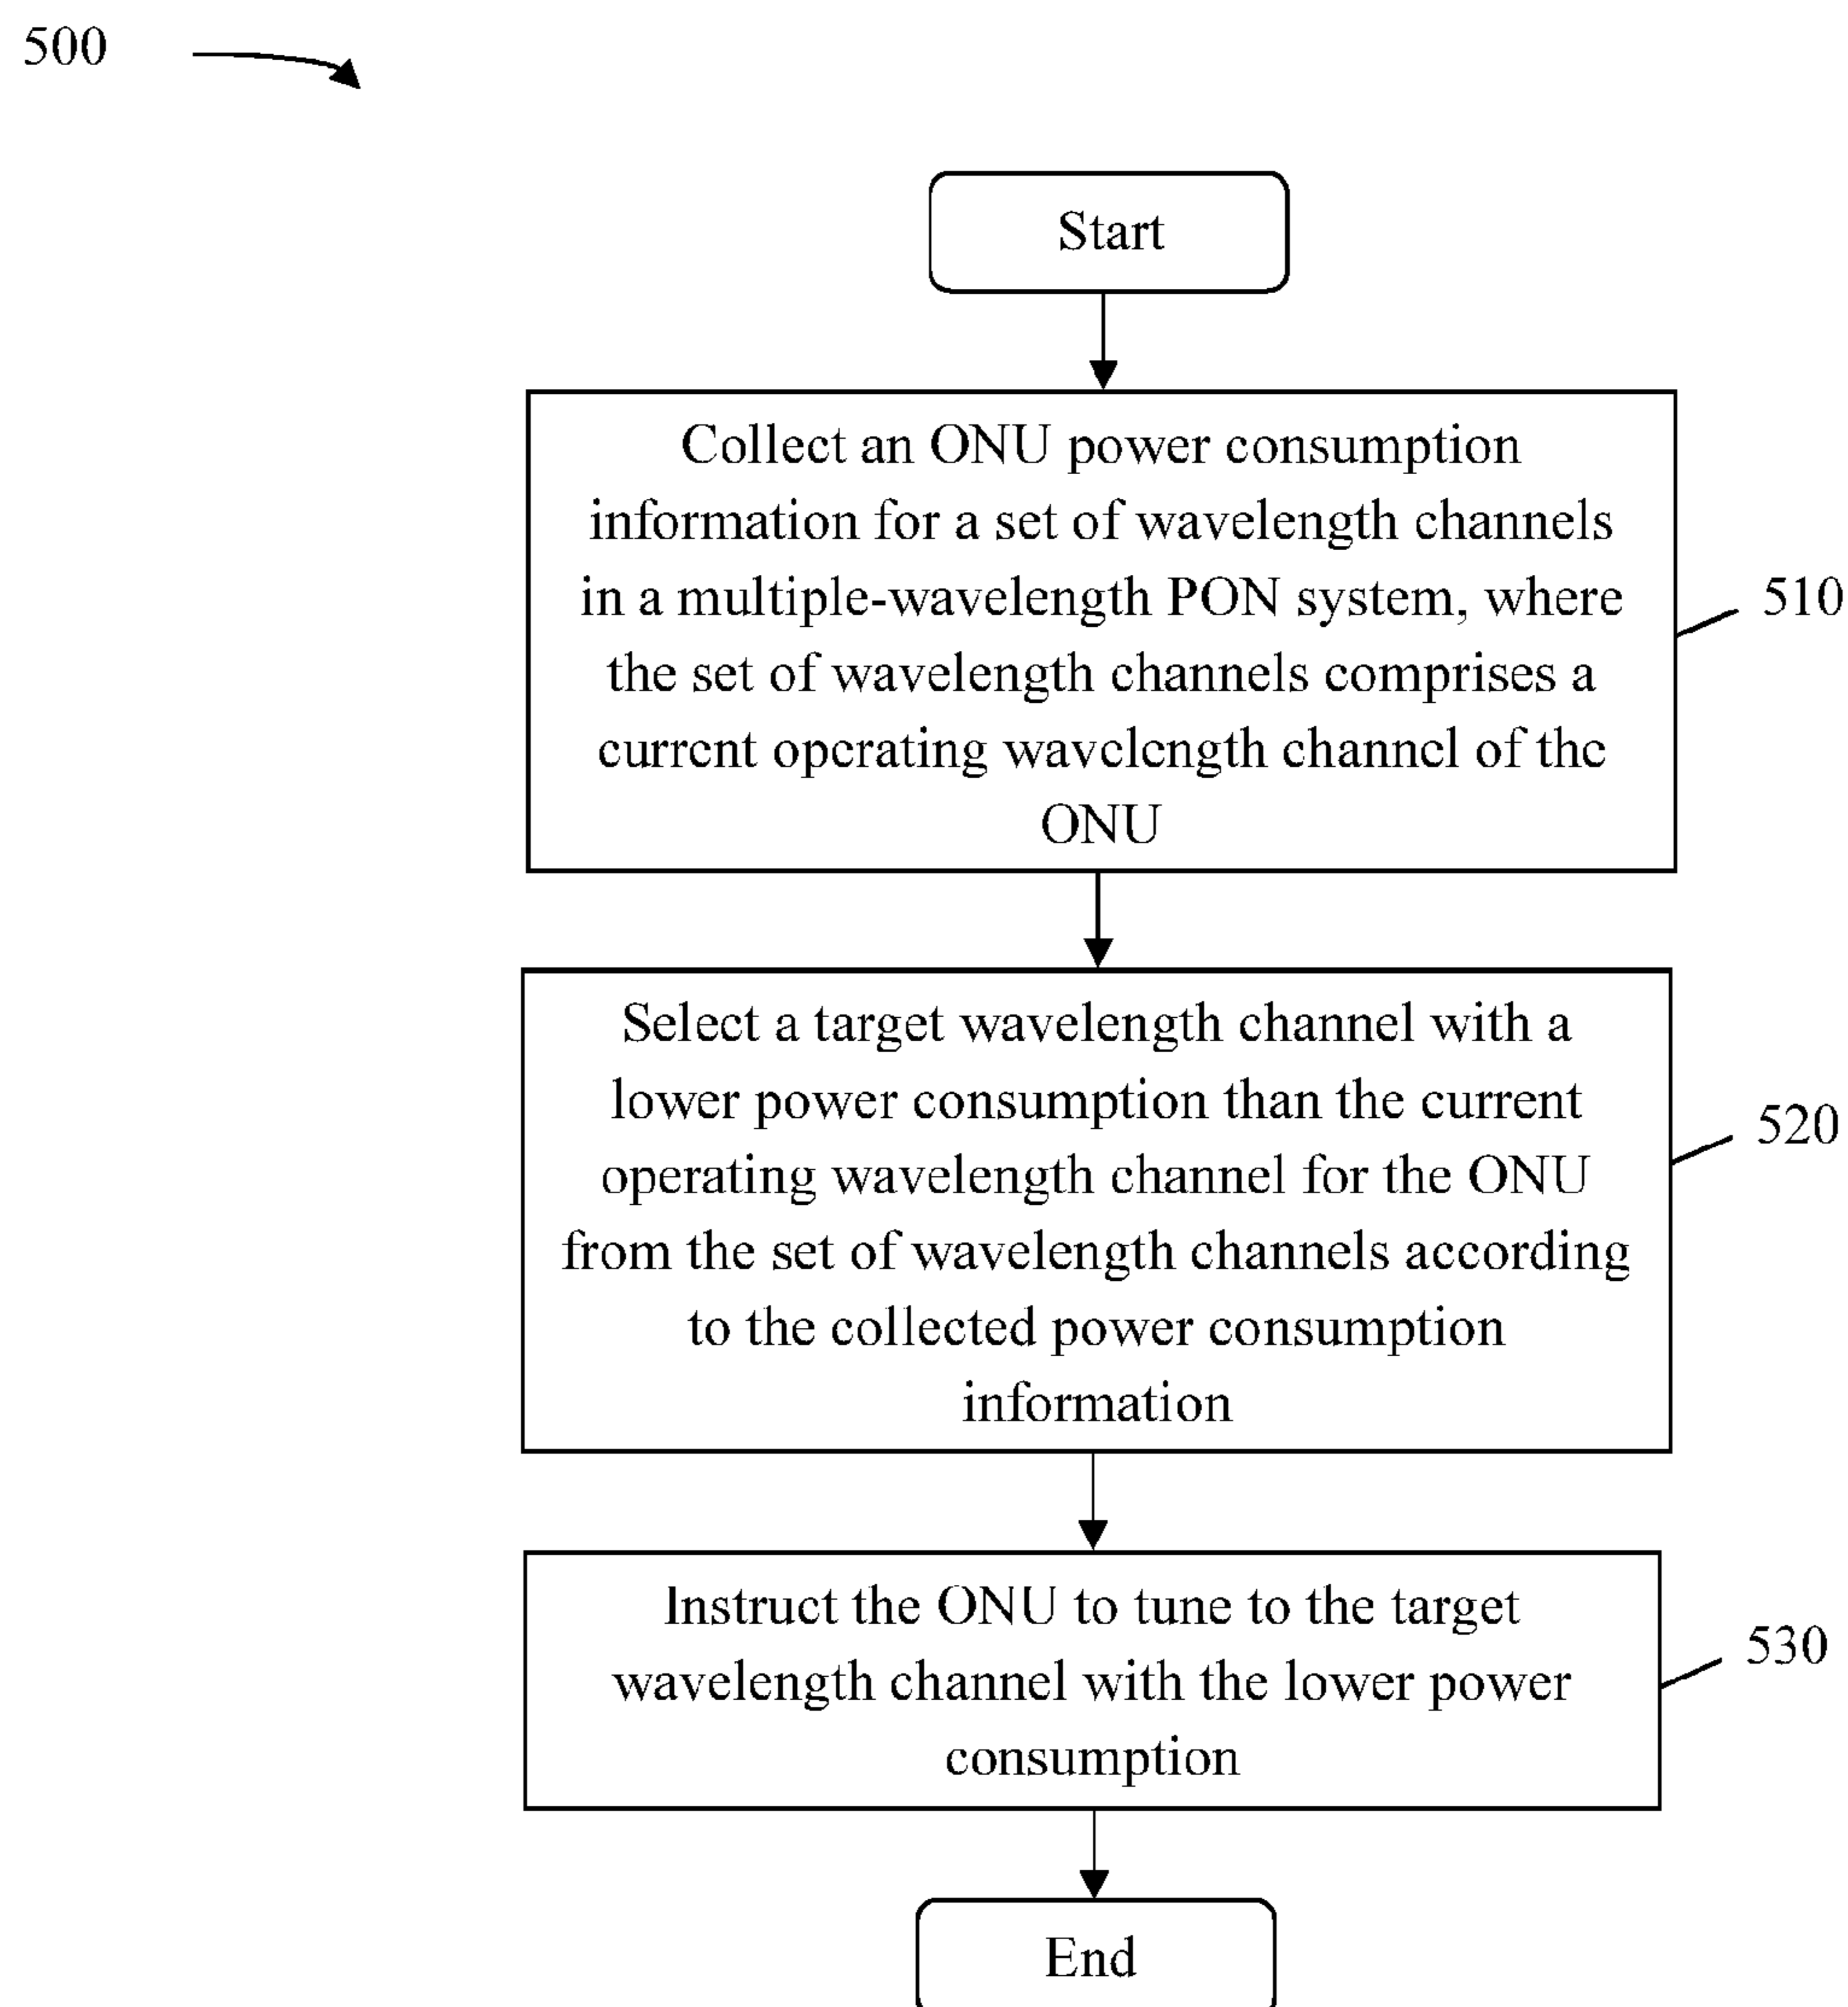 500
Start
Collect an ONU power consumption
information for a set of wavelength channels
in a multiple-wavelength PON system, where
the set of wavelength channels comprises a
current operating wavelength channel of the
ONU
510
Select a target wavelength channel with a
lower power consumption than the current
operating wavelength channel for the ONU
from the set of wavelength channels according
to the collected power consumption
information
520
Instruct the ONU to tune to the target
wavelength channel with the lower power
consumption
530
End